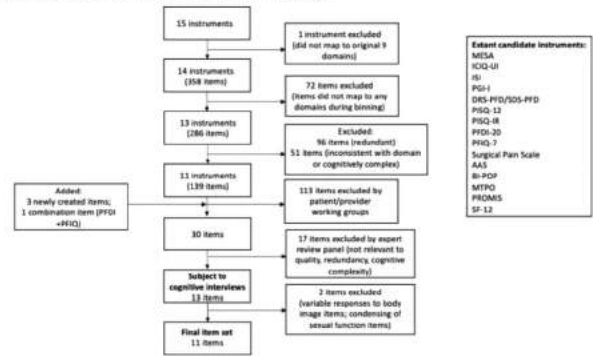 15 instruments
1 instrument excluded
(did not map to original 9
domains)
14 instruments
(358 items)
72 items excluded
(items did not map to any
domains during binning)
13 instruments
(286 items)
Excluded:
96 items (redundant)
51 items (inconsistent with domain
or cognitively complex)
11 instruments
(139 items)
Added:
3 newly created items;
1 combination item (PFDI
+PFIQ)
113 items excluded by
patient/provider
working groups
30 items
17 items excluded by expert
review panel (not relevant to
quality, redundancy, cognitive
complexity)
Subject to
cognitive interviews
13 items
2 items excluded
(variable responses to body
image items; condensing of
sexual function items)
Final item set
11 items
Extant candidate instruments:
MESA
ICIQ-UI
ISI
PGI-I
DRS-PFD/SDS-PFD
PISQ-12
PISQ-IR
PFDI-20
PFIQ-7
Surgical Pain Scale
AAS
BI-POP
MTPO
PROMIS
SF-12